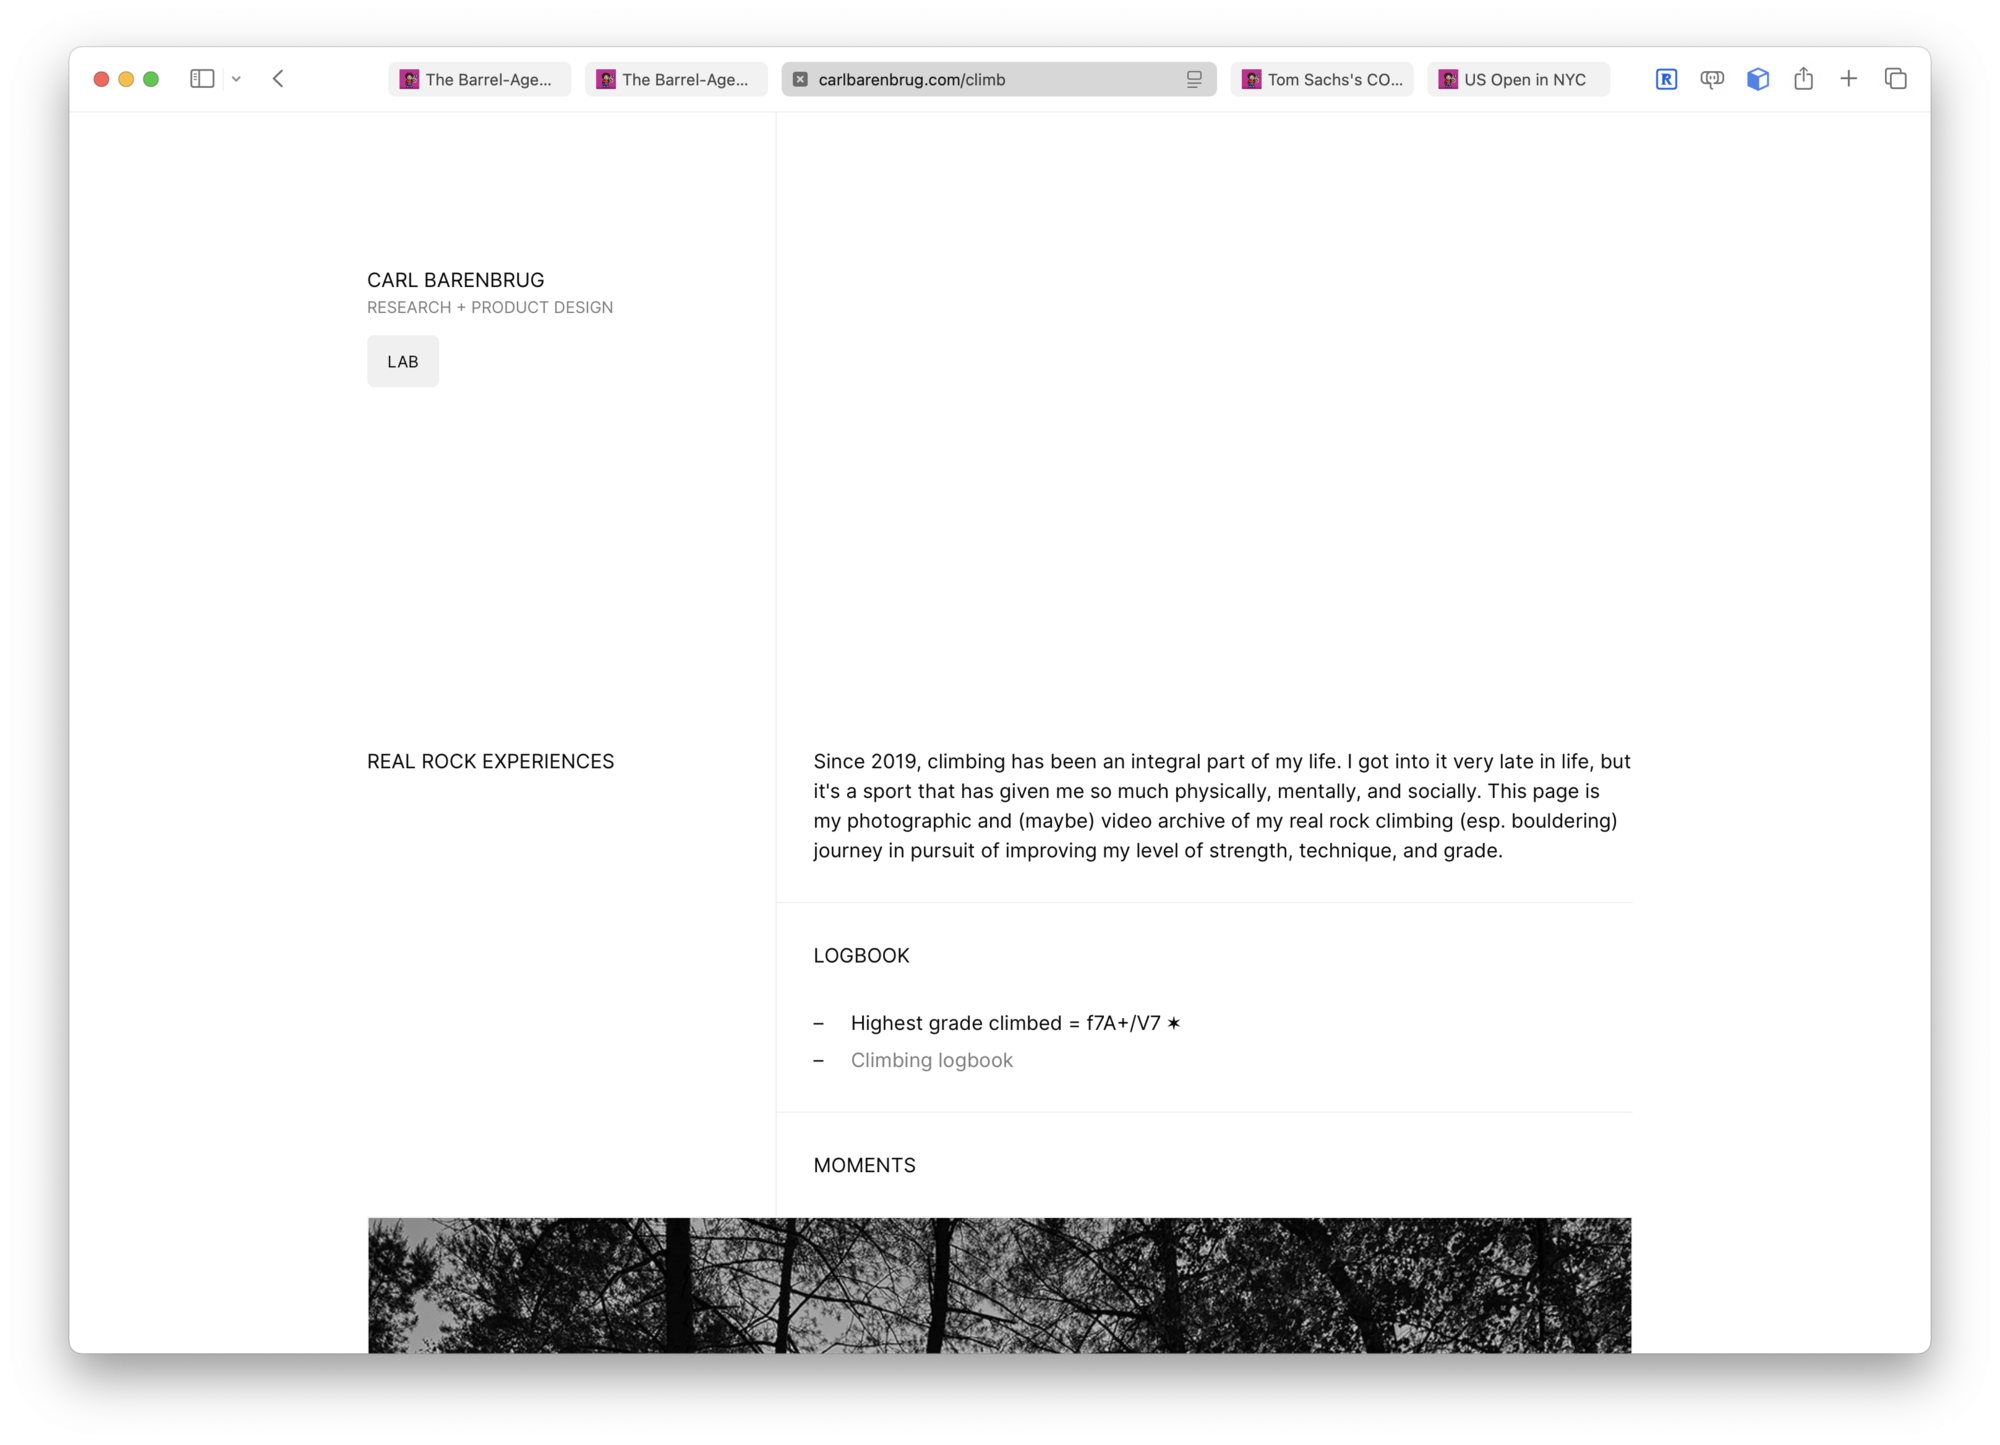 The Barrel-Age...
The Barrel-Age...
carlbarenbrug.com/climb
Tom Sachs's CO...
US Open in NYC
R
CARL BARENBRUG
RESEARCH + PRODUCT DESIGN
LAB
REAL ROCK EXPERIENCES
Since 2019, climbing has been an integral part of my life. I got into it very late in life, but
it's a sport that has given me so much physically, mentally, and socially. This page is
my photographic and (maybe) video archive of my real rock climbing (esp. bouldering)
journey in pursuit of improving my level of strength, technique, and grade.
LOGBOOK
– Highest grade climbed = f7A+/V7 ✶
– Climbing logbook
MOMENTS